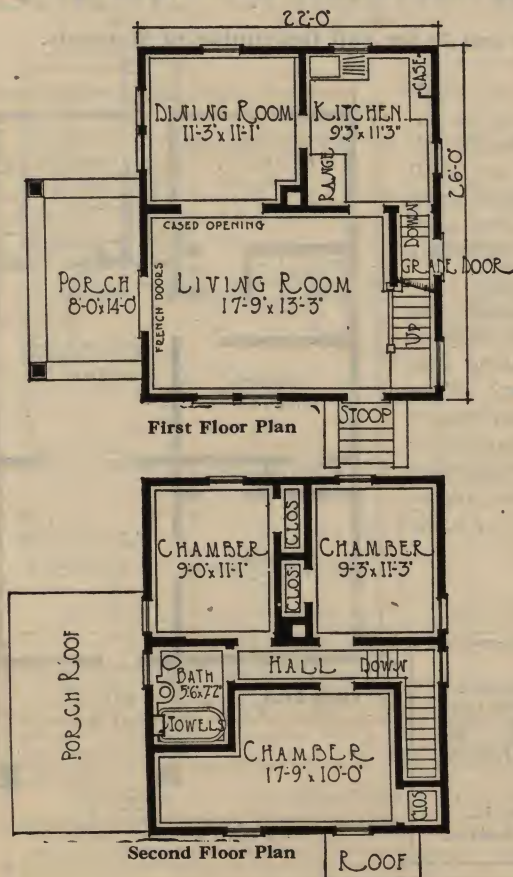 22'-0"
DINING ROOM
11'-3" x 11'-1"
KITCHEN
9'3" x 11'3"
CASE
RANGE
26'-0"
CASED OPENING
DOWN
GRADE DOOR
PORCH
8'-0" x 14'-0"
FRENCH DOORS
LIVING ROOM
17'-9" x 13'-3"
UP
STOOP
First Floor Plan
CHAMBER
9'-0" x 11'-1"
CLOS
CLOS
CHAMBER
9'-3" x 11'-3"
PORCH ROOF
BATH
5'6" x 7'2"
TOWELS
HALL
DOWN
CHAMBER
17'-9" x 10'-0"
CLOS
Second Floor Plan
ROOF